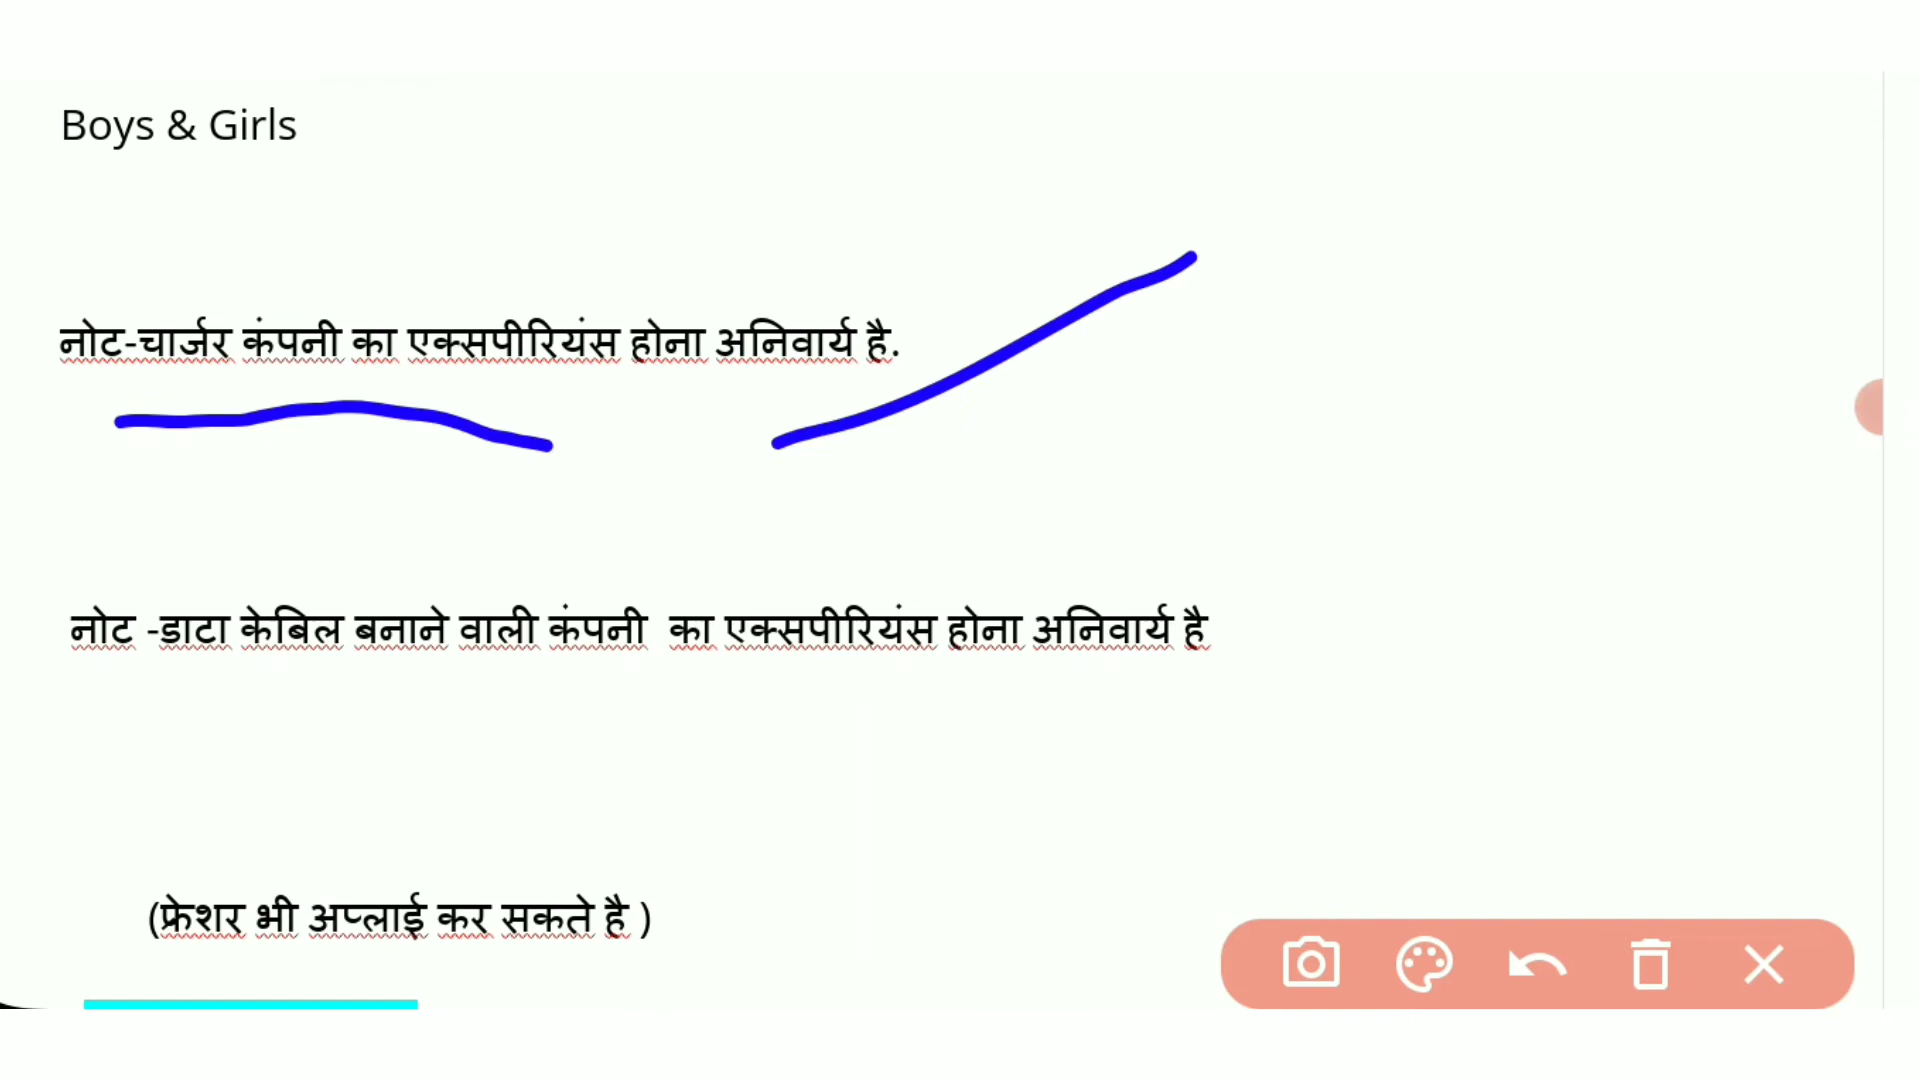 Boys & Girls
नोट-चार्जर कंपनी का एक्सपीरियंस होना अनिवार्य है.
नोट -डाटा केबिल बनाने वाली कंपनी का एक्सपीरियंस होना अनिवार्य है
(फ्रेशर भी अप्लाई कर सकते है )